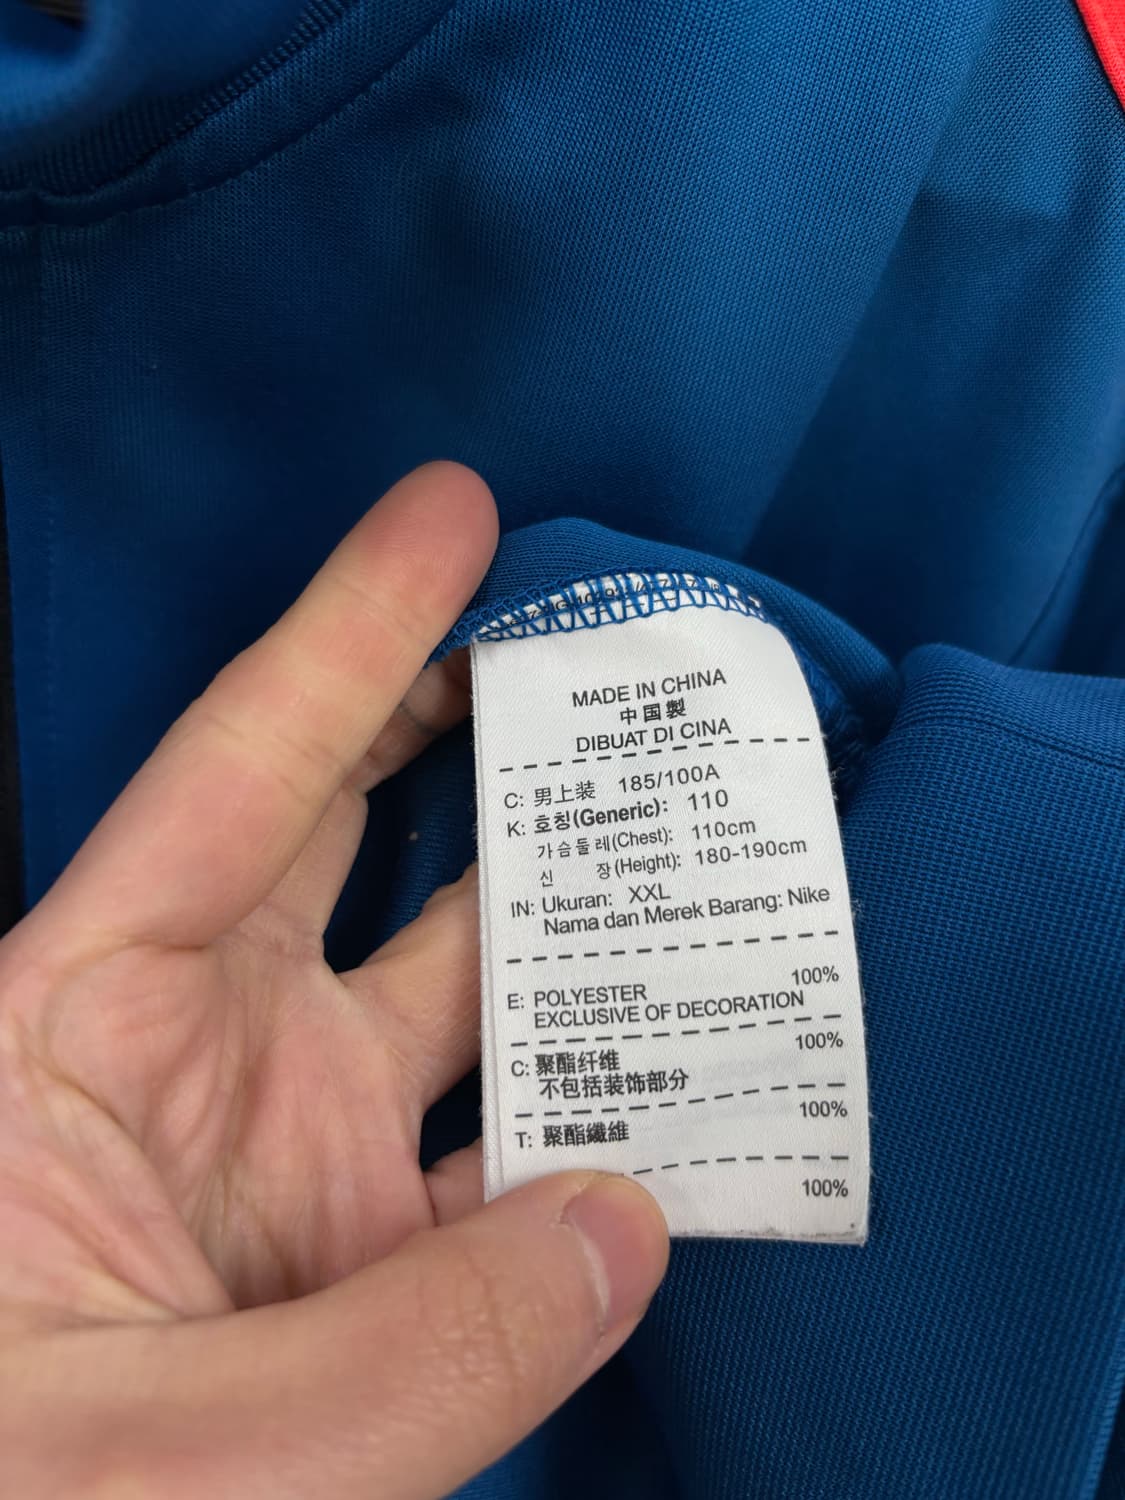 MADE IN CHINA
中国製
DIBUAT DI CINA
C: 男上装 185/100A
K: 호칭(Generic): 110
가슴둘레(Chest): 110cm
신 장(Height): 180-190cm
IN: Ukuran: XXL
Nama dan Merek Barang: Nike
100%
E: POLYESTER
EXCLUSIVE OF DECORATION
100%
C: 聚酯纤维
不包括装饰部分
100%
T: 聚酯纖維
100%